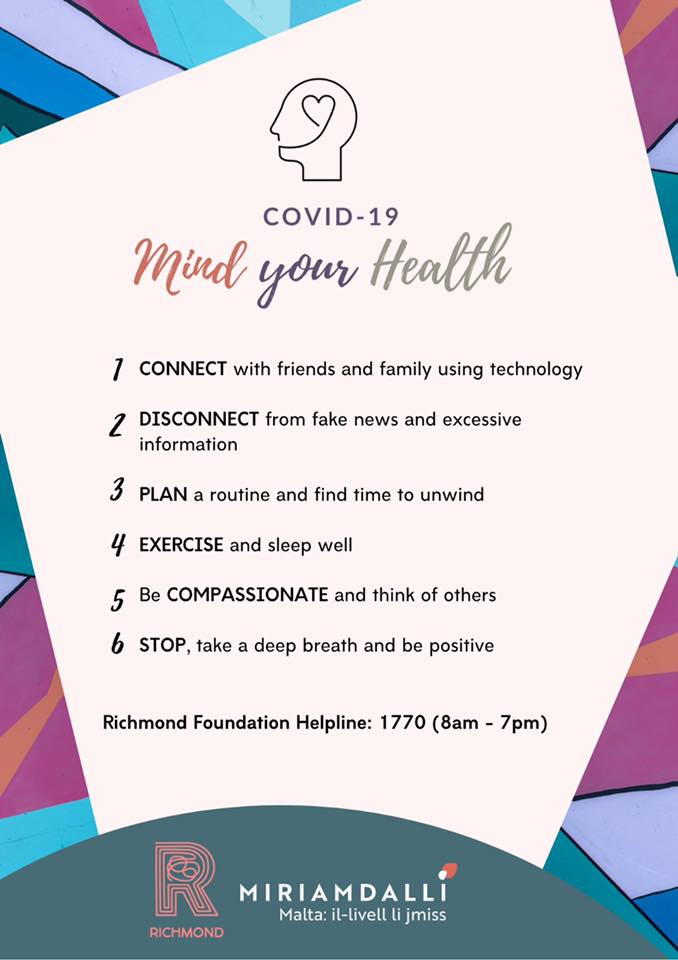 COVID-19
Mind your Health
1 CONNECT with friends and family using technology
2 DISCONNECT from fake news and excessive
information
3 PLAN a routine and find time to unwind
4 EXERCISE and sleep well
5 Be COMPASSIONATE and think of others
6 STOP, take a deep breath and be positive
Richmond Foundation Helpline: 1770 (8am - 7pm)
R
RICHMOND
MIRIAMDALLI
Malta: il-livell li jmiss